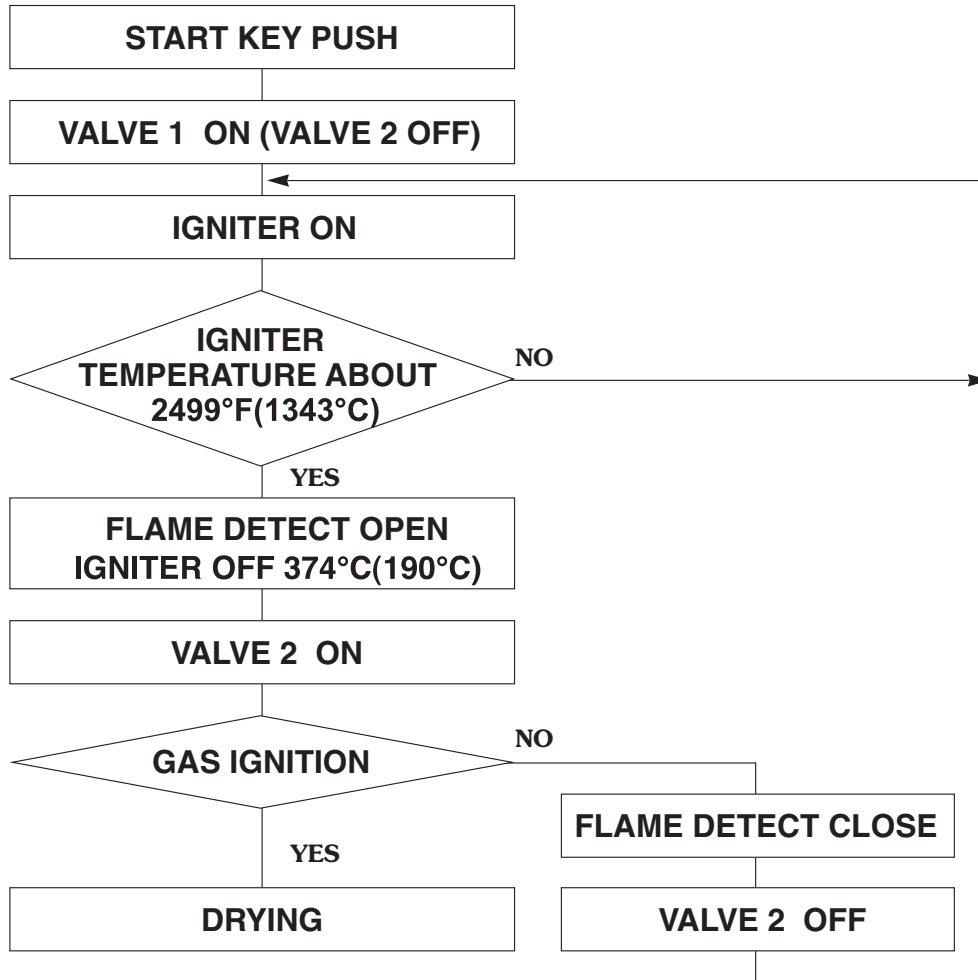 START KEY PUSH
VALVE 1 ON (VALVE 2 OFF)
IGNITER ON
IGNITER
TEMPERATURE ABOUT
2499°F(1343°C)
NO
YES
FLAME DETECT OPEN
IGNITER OFF 374°C(190°C)
VALVE 2 ON
GAS IGNITION
NO
FLAME DETECT CLOSE
YES
DRYING
VALVE 2 OFF